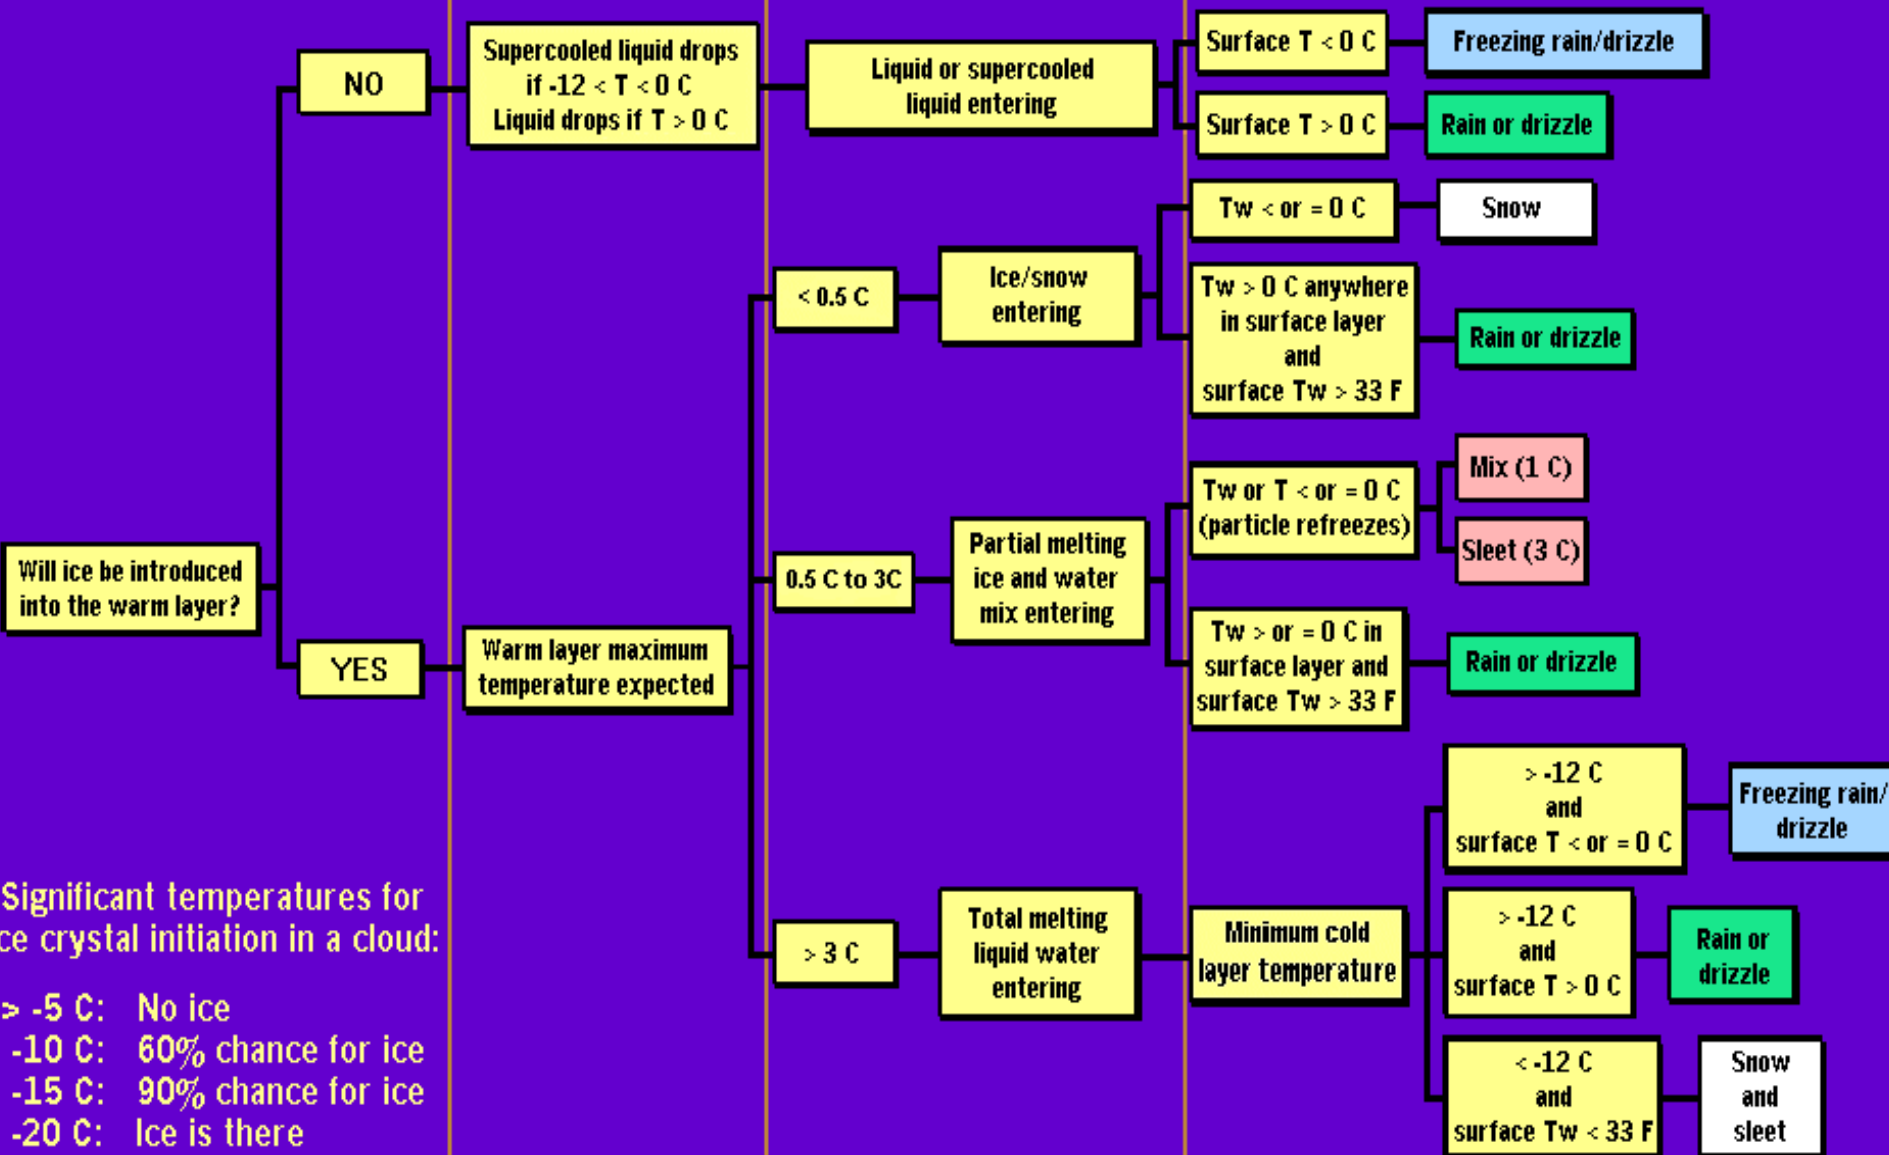 NO
Supercooled liquid drops
if -12 < T < 0 C
Liquid drops if T > 0 C
Liquid or supercooled
liquid entering
Surface T < 0 C
Freezing rain/drizzle
Surface T > 0 C
Rain or drizzle
Tw < or = 0 C
Snow
< 0.5 C
Ice/snow
entering
Tw > 0 C anywhere
in surface layer
and
surface Tw > 33 F
Rain or drizzle
Will ice be introduced
into the warm layer?
YES
Warm layer maximum
temperature expected
0.5 C to 3C
Partial melting
ice and water
mix entering
Tw or T < or = 0 C
(particle refreezes)
Mix (1 C)
Sleet (3 C)
Tw > or = 0 C in
surface layer and
surface Tw > 33 F
Rain or drizzle
> 3 C
Total melting
liquid water
entering
Minimum cold
layer temperature
> -12 C
and
surface T < or = 0 C
Freezing rain/
drizzle
> -12 C
and
surface T > 0 C
Rain or
drizzle
< -12 C
and
surface Tw < 33 F
Snow
and
sleet
Significant temperatures for
ce crystal initiation in a cloud:
> -5 C: No ice
-10 C: 60% chance for ice
-15 C: 90% chance for ice
-20 C: Ice is there